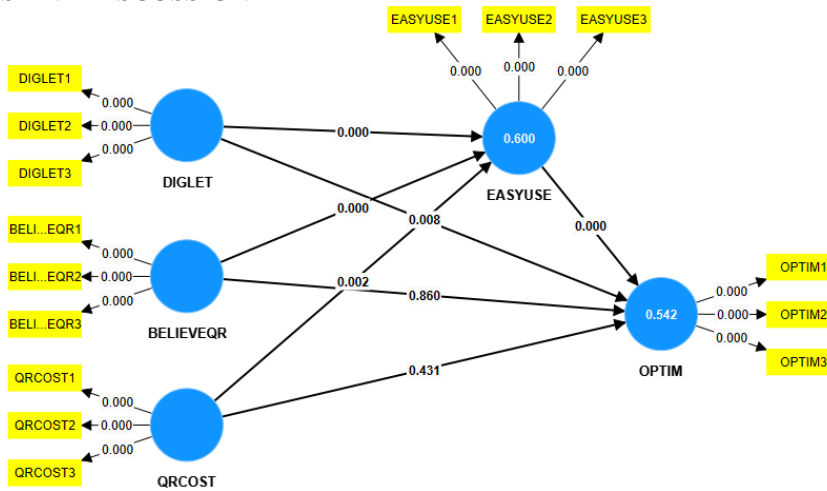 EASYUSE1 EASYUSE2 EASYUSE3
0.000 0.000 0.000
DIGLET1
0.000
DIGLET2
0.000
DIGLET3
0.000
DIGLET
0.000
0.600
EASYUSE
BELI...EQR1
0.000
BELI...EQR2
0.000
BELI...EQR3
0.000
BELIEVEQR
0.000
0.008
0.000
0.002
0.860
0.431
0.542
OPTIM
OPTIM1
0.000
OPTIM2
0.000
OPTIM3
0.000
QRCOST1
0.000
QRCOST2
0.000
QRCOST3
0.000
QRCOST